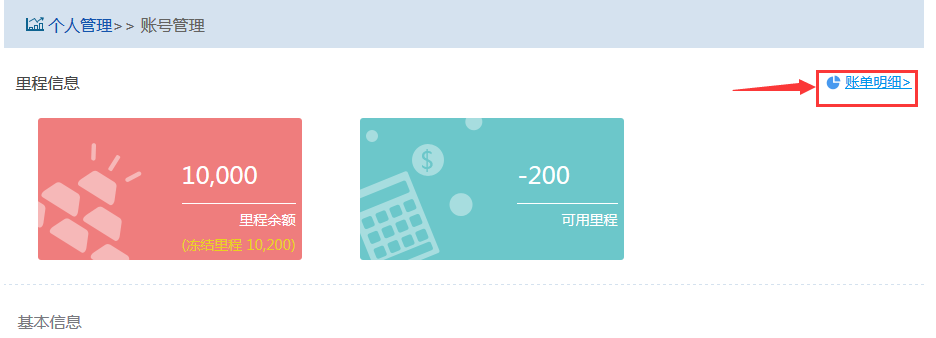 个人管理>> 账号管理
里程信息
账单明细>
10,000
里程余额
(冻结里程 10,200)
$
-200
可用里程
基本信息